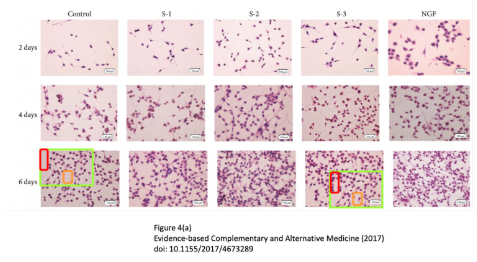 Control S-1 S-2 S-3 NGF
2 days
4 days
6 days
Figure 4(a)
Evidence-based Complementary and Alternative Medicine (2017)
doi: 10.1155/2017/4673289